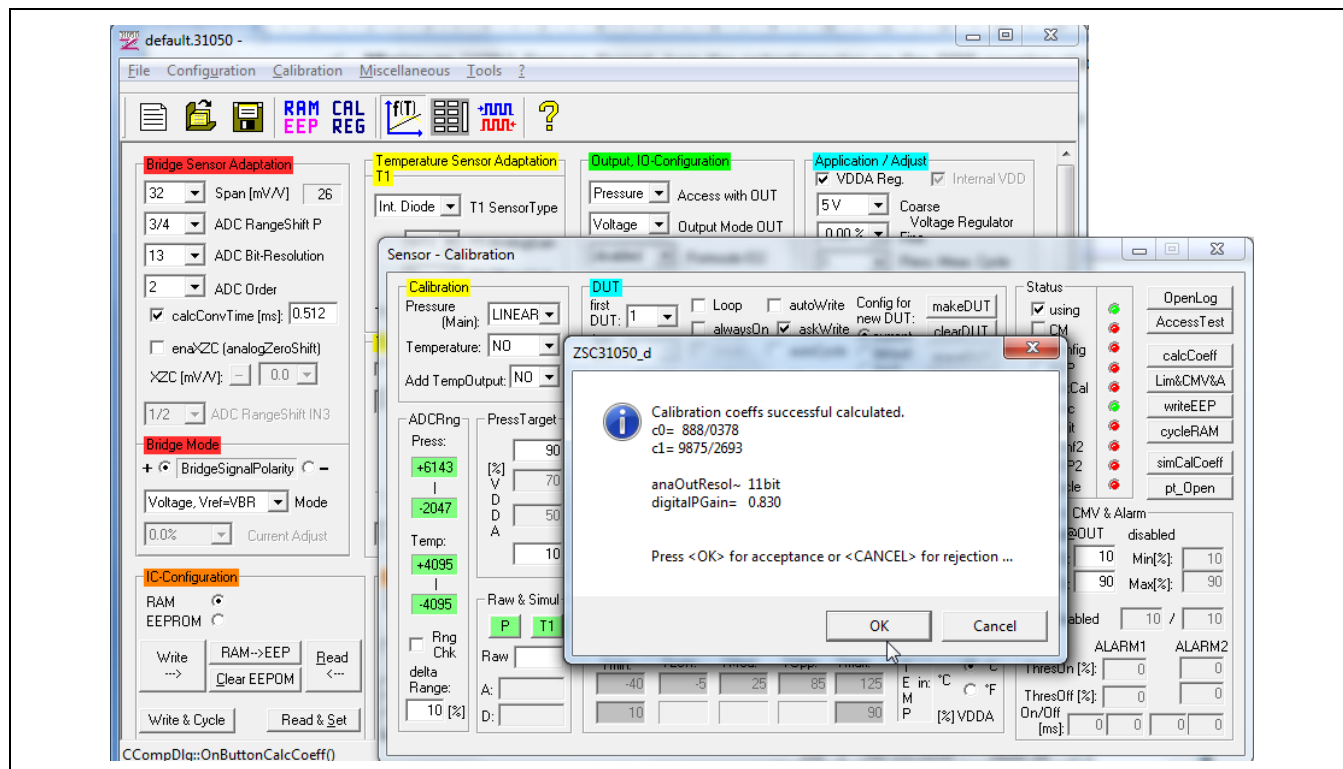 default.31050 -
File Configuration Calibration Miscellaneous Tools ?
RAM EEP CAL REG f(T) ?
Bridge Sensor Adaptation
32 Span [mV/V] 26
3/4 ADC RangeShift P
13 ADC Bit-Resolution
2 ADC Order
calcConvTime [ms]: 0.512
enaXZC (analogZeroShift)
XZC [mV/V]: - 0.0
1/2 ADC RangeShift IN3
Bridge Mode
+ BridgeSignalPolarity -
Voltage, Vref=VBR Mode
0.0% Current Adjust
IC-Configuration
RAM
EEPROM
Write --->
RAM-->EEP
Clear EEPOM
Read <---
Write & Cycle
Read & Set
CCompDlg::OnButtonCalcCoeff()
Temperature Sensor Adaptation
T1
Int. Diode T1 SensorType
Output, IO-Configuration
Pressure Access with OUT
Voltage Output Mode OUT
Application / Adjust
VDDA Reg. Internal VDD
5 V Coarse
Voltage Regulator
0.00 %
Sensor - Calibration
Calibration
Pressure (Main): LINEAR
Temperature: NO
Add TempOutput: NO
ADCRng
Press:
+6143
|
-2047
Temp:
+4095
|
-4095
Rng Chk
delta Range:
10 [%]
PressTarget
[%] VDDA
90
70
50
10
Raw & Simul
P T1
Raw
A:
D:
DUT
first DUT: 1
Loop autoWrite
alwaysOn askWrite
Config for new DUT:
makeDUT
clearDUT
ZSC31050_d
Calibration coeffs successful calculated.
c0= 888/0378
c1= 9875/2693
anaOutResol~ 11bit
digitalPGain= 0.830
Press <OK> for acceptance or <CANCEL> for rejection ...
OK Cancel
-40 -5 25 85 125
TEMP in: °C °F
10 90 [%] VDDA
Status
using
CM
OpenLog
AccessTest
calcCoeff
Lim&CMV&A
writeEEP
cycleRAM
simCalCoeff
pt_Open
CMV & Alarm
disabled
10 Min[%]: 10
90 Max[%]: 90
10 / 10
ALARM1 ALARM2
ThresOn [%]: 0 0
ThresOff [%]: 0 0
On/Off [ms]: 0 0 0 0